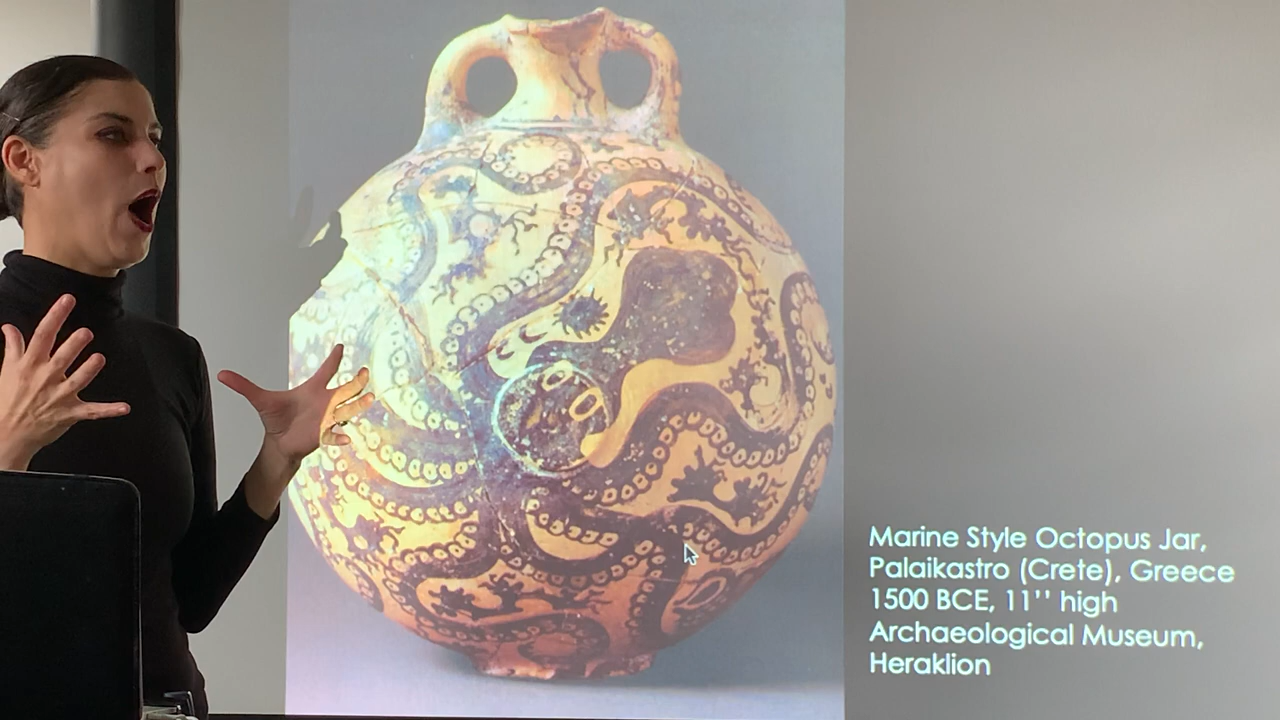 Marine Style Octopus Jar,
Palaikastro (Crete), Greece
1500 BCE, 11’’ high
Archaeological Museum,
Heraklion